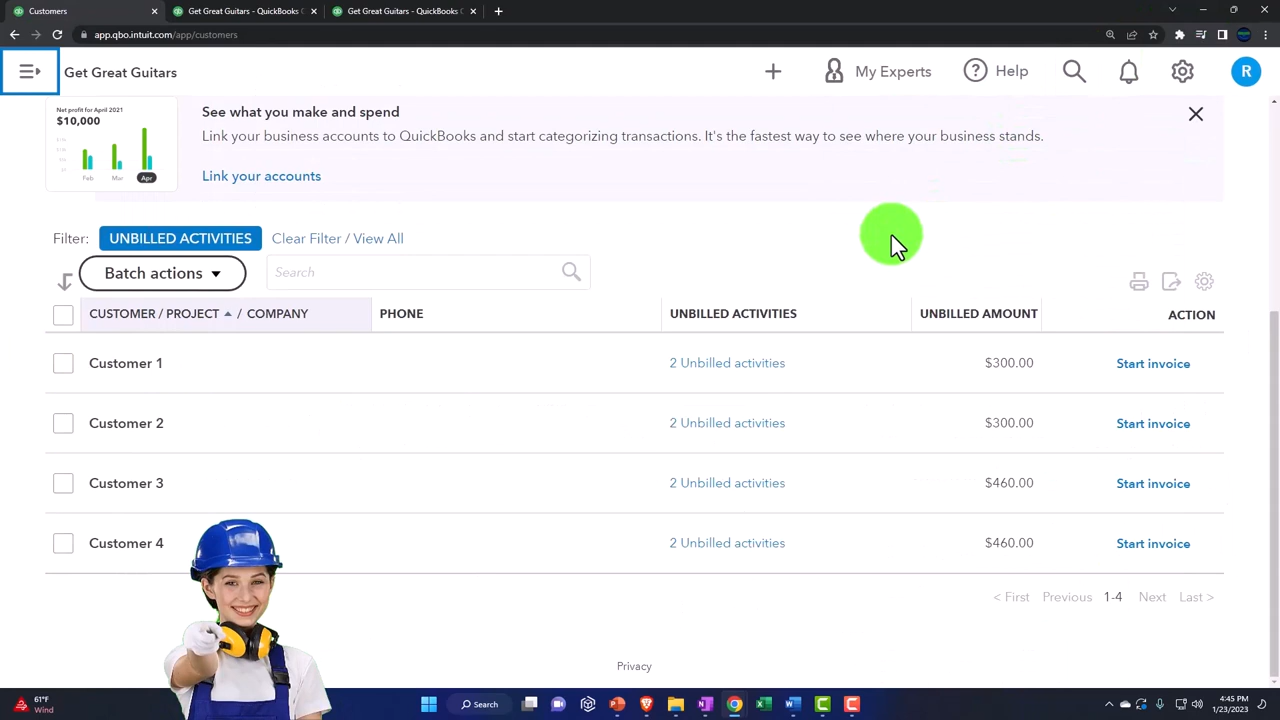 Customers
Get Great Guitars - QuickBooks O
Get Great Guitars - QuickBooks O
app.qbo.intuit.com/app/customers
Get Great Guitars
My Experts
Help
R
Net profit for April 2021
$10,000
Feb Mar Apr
See what you make and spend
Link your business accounts to QuickBooks and start categorizing transactions. It's the fastest way to see where your business stands.
Link your accounts
Filter: UNBILLED ACTIVITIES Clear Filter / View All
Batch actions
Search
CUSTOMER / PROJECT / COMPANY PHONE UNBILLED ACTIVITIES UNBILLED AMOUNT ACTION
Customer 1 2 Unbilled activities $300.00 Start invoice
Customer 2 2 Unbilled activities $300.00 Start invoice
Customer 3 2 Unbilled activities $460.00 Start invoice
Customer 4 2 Unbilled activities $460.00 Start invoice
< First Previous 1-4 Next Last >
Privacy
61°F
Wind
Search
4:45 PM
1/23/2023